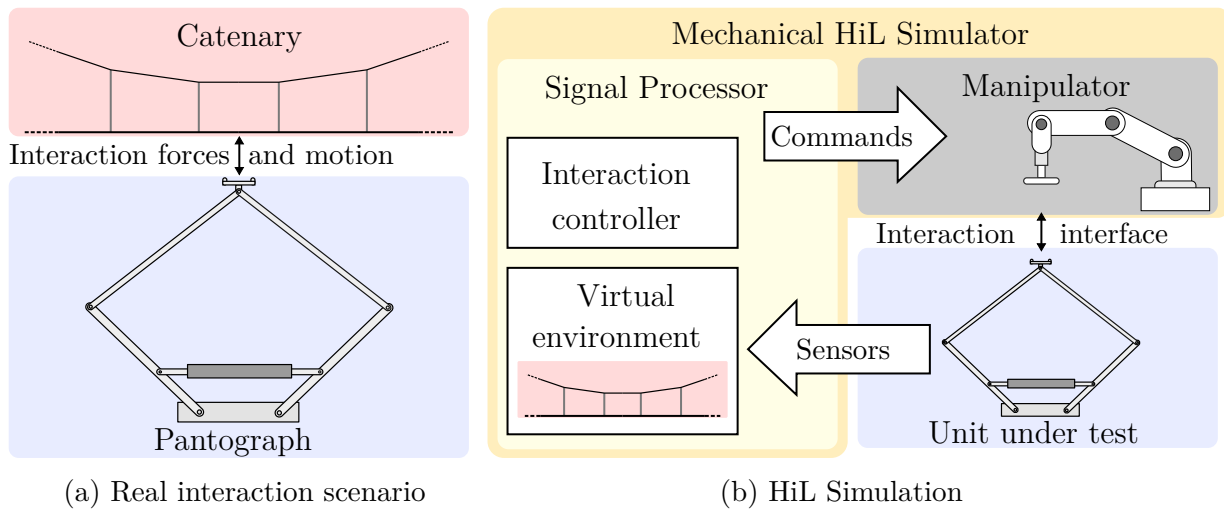 Catenary
Interaction forces and motion
Pantograph
(a) Real interaction scenario
Mechanical HiL Simulator
Signal Processor
Manipulator
Commands
Interaction
controller
Interaction interface
Virtual
environment
Sensors
Unit under test
(b) HiL Simulation